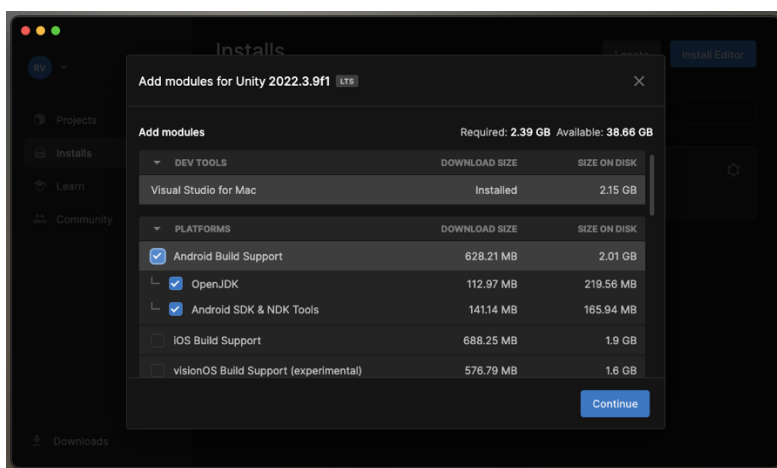 Installs
Locate
Install Editor
RV
Add modules for Unity 2022.3.9f1 LTS
Projects
Installs
Learn
Community
Add modules
Required: 2.39 GB Available: 38.66 GB
DEV TOOLS DOWNLOAD SIZE SIZE ON DISK
Visual Studio for Mac Installed 2.15 GB
PLATFORMS DOWNLOAD SIZE SIZE ON DISK
Android Build Support 628.21 MB 2.01 GB
OpenJDK 112.97 MB 219.56 MB
Android SDK & NDK Tools 141.14 MB 165.94 MB
iOS Build Support 688.25 MB 1.9 GB
visionOS Build Support (experimental) 576.79 MB 1.6 GB
Continue
Downloads